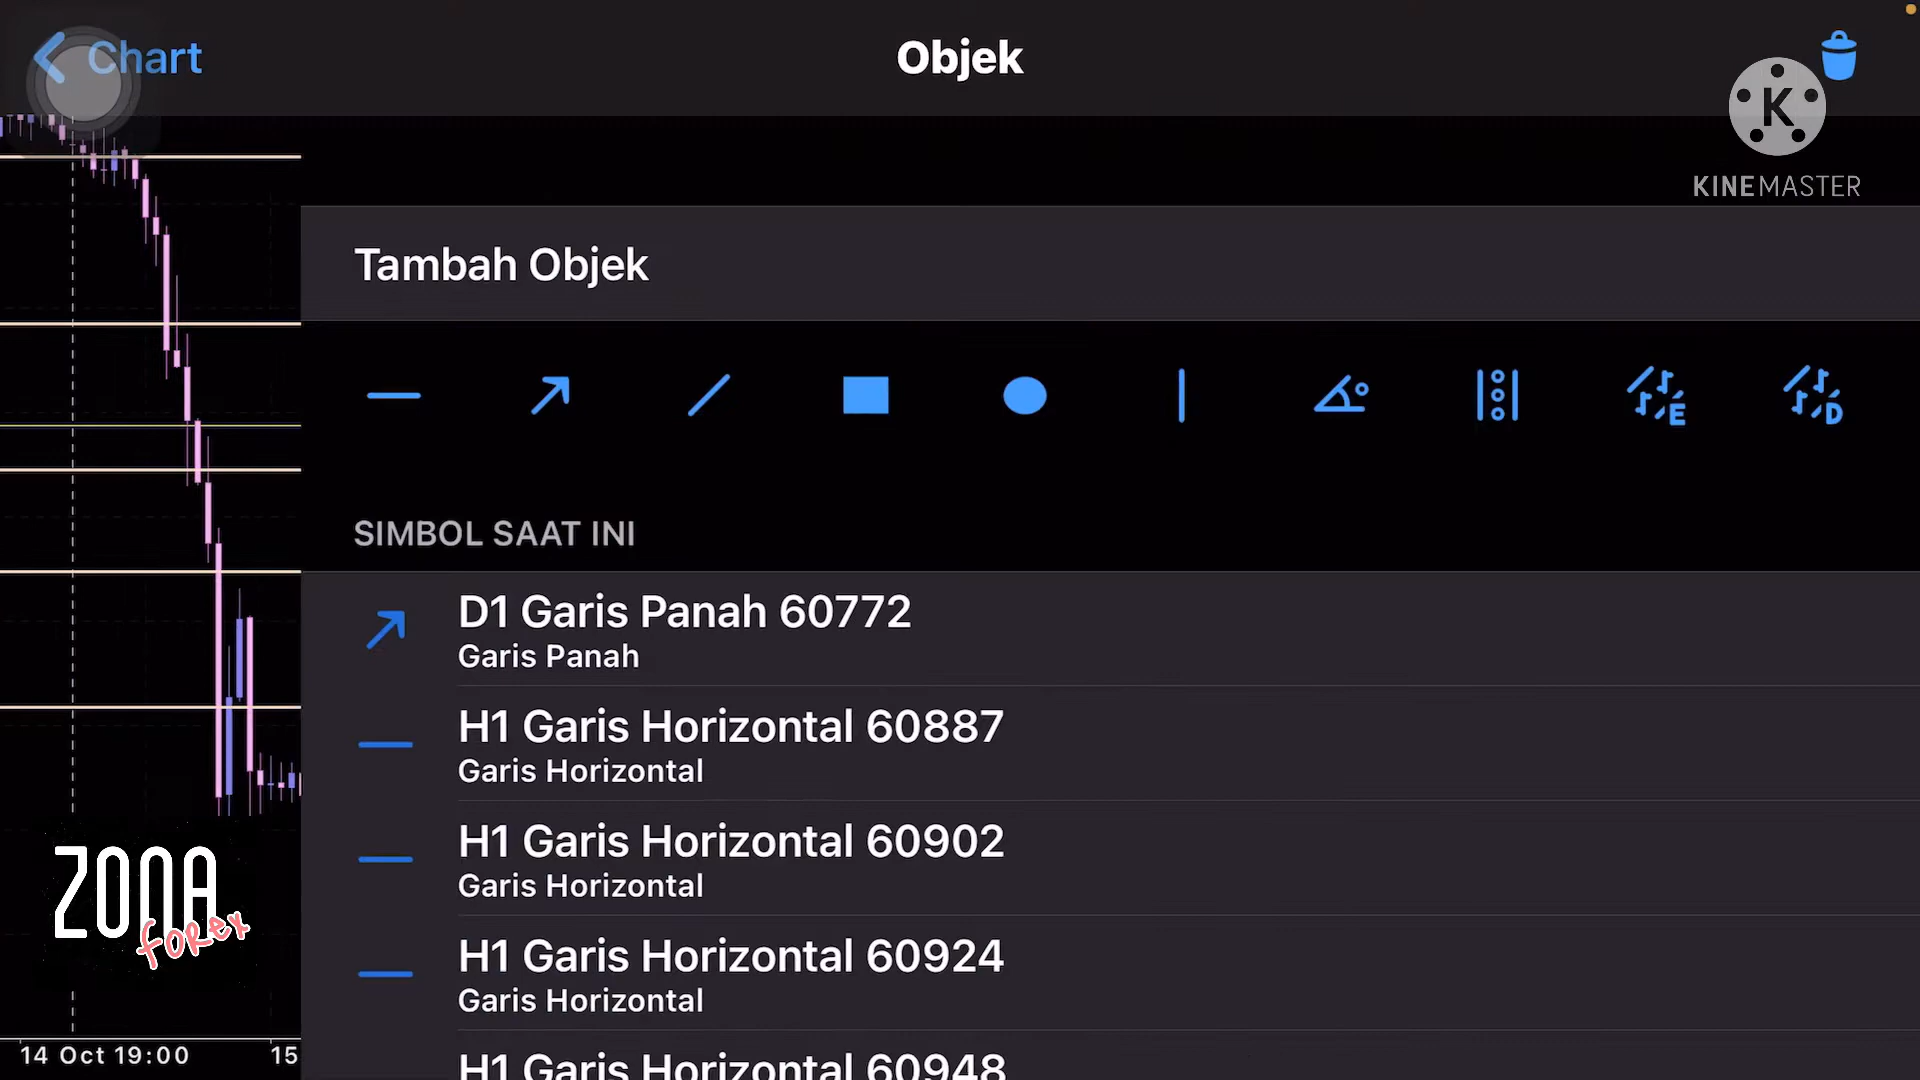 Chart
Objek
K
KINEMASTER
Tambah Objek
E
D
SIMBOL SAAT INI
D1 Garis Panah 60772
Garis Panah
H1 Garis Horizontal 60887
Garis Horizontal
H1 Garis Horizontal 60902
Garis Horizontal
H1 Garis Horizontal 60924
Garis Horizontal
H1 Garis Horizontal 60948
ZONA
forex
14 Oct 19:00
15